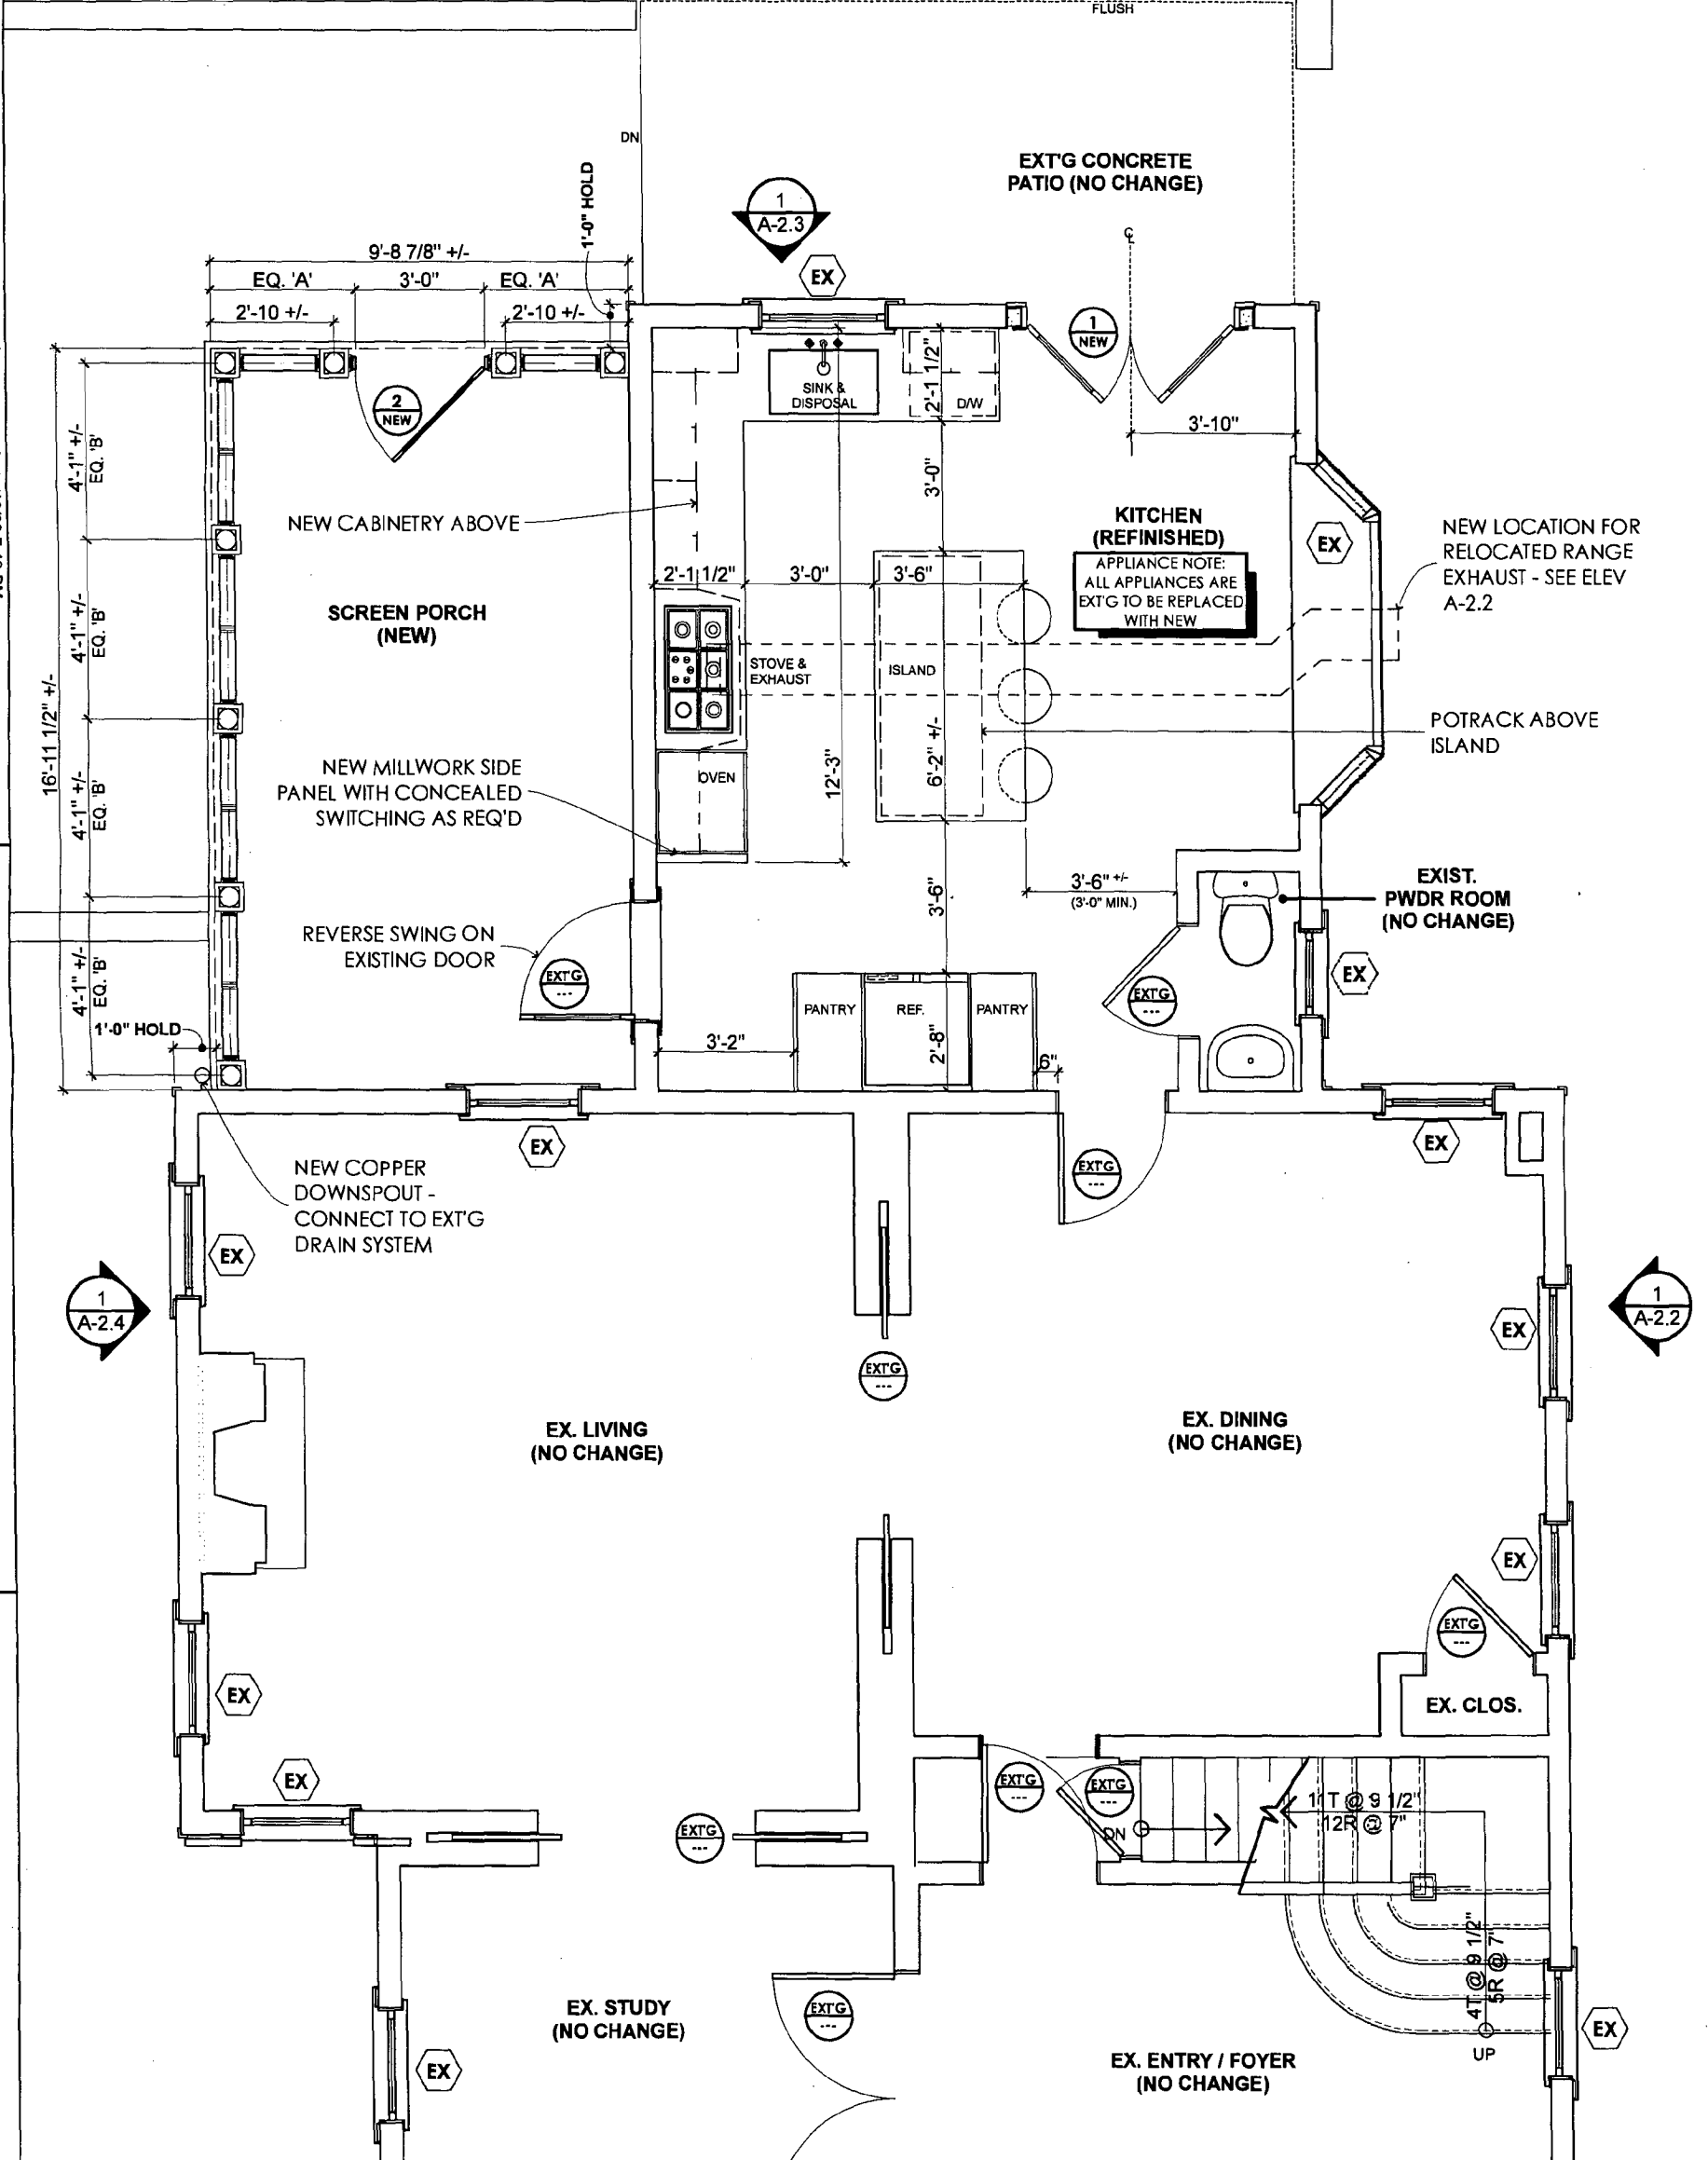 FLUSH
DN
EXT'G CONCRETE
PATIO (NO CHANGE)
1'-0" HOLD
1
A-2.3
℄
9'-8 7/8" +/-
EX
EQ. 'A'
3'-0"
EQ. 'A'
2'-10 +/-
2'-10 +/-
1
NEW
2
NEW
SINK &
DISPOSAL
2'-1 1/2"
D/W
3'-10"
4'-1" +/-
EQ. 'B'
3'-0"
NEW CABINETRY ABOVE
KITCHEN
(REFINISHED)
APPLIANCE NOTE:
ALL APPLIANCES ARE
EXT'G TO BE REPLACED
WITH NEW
EX
NEW LOCATION FOR
RELOCATED RANGE
EXHAUST - SEE ELEV
A-2.2
2'-1 1/2"
3'-0"
3'-6"
SCREEN PORCH
(NEW)
4'-1" +/-
EQ. 'B'
STOVE &
EXHAUST
ISLAND
16'-11 1/2" +/-
6'-2" +/-
POTRACK ABOVE
ISLAND
12'-3"
NEW MILLWORK SIDE
PANEL WITH CONCEALED
SWITCHING AS REQ'D
OVEN
4'-1" +/-
EQ. 'B'
3'-6"
3'-6" +/-
(3'-0" MIN.)
EXIST.
PWDR ROOM
(NO CHANGE)
REVERSE SWING ON
EXISTING DOOR
EXT'G
---
4'-1" +/-
EQ. 'B'
EX
EXT'G
---
PANTRY
REF.
PANTRY
1'-0" HOLD
3'-2"
2'-8"
6"
EX
EX
EXT'G
---
NEW COPPER
DOWNSPOUT -
CONNECT TO EXT'G
DRAIN SYSTEM
EX
1
A-2.4
1
A-2.2
EX
EXT'G
---
EX. LIVING
(NO CHANGE)
EX. DINING
(NO CHANGE)
EX
EXT'G
---
EX
EX. CLOS.
EX
EXT'G
---
EXT'G
---
11T @ 9 1/2"
12R @ 7"
EXT'G
---
DN
4T @ 9 1/2"
5R @ 7"
EX. STUDY
(NO CHANGE)
EXT'G
---
EX
UP
EX
EX. ENTRY / FOYER
(NO CHANGE)